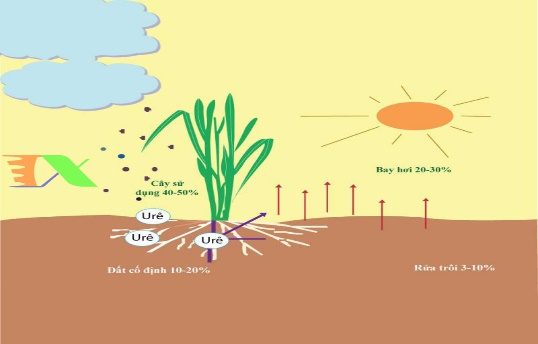 Bay hơi 20-30%
Cây sử
dụng 40-50%
Urê
Urê
Urê
Đất cố định 10-20%
Rửa trôi 3-10%